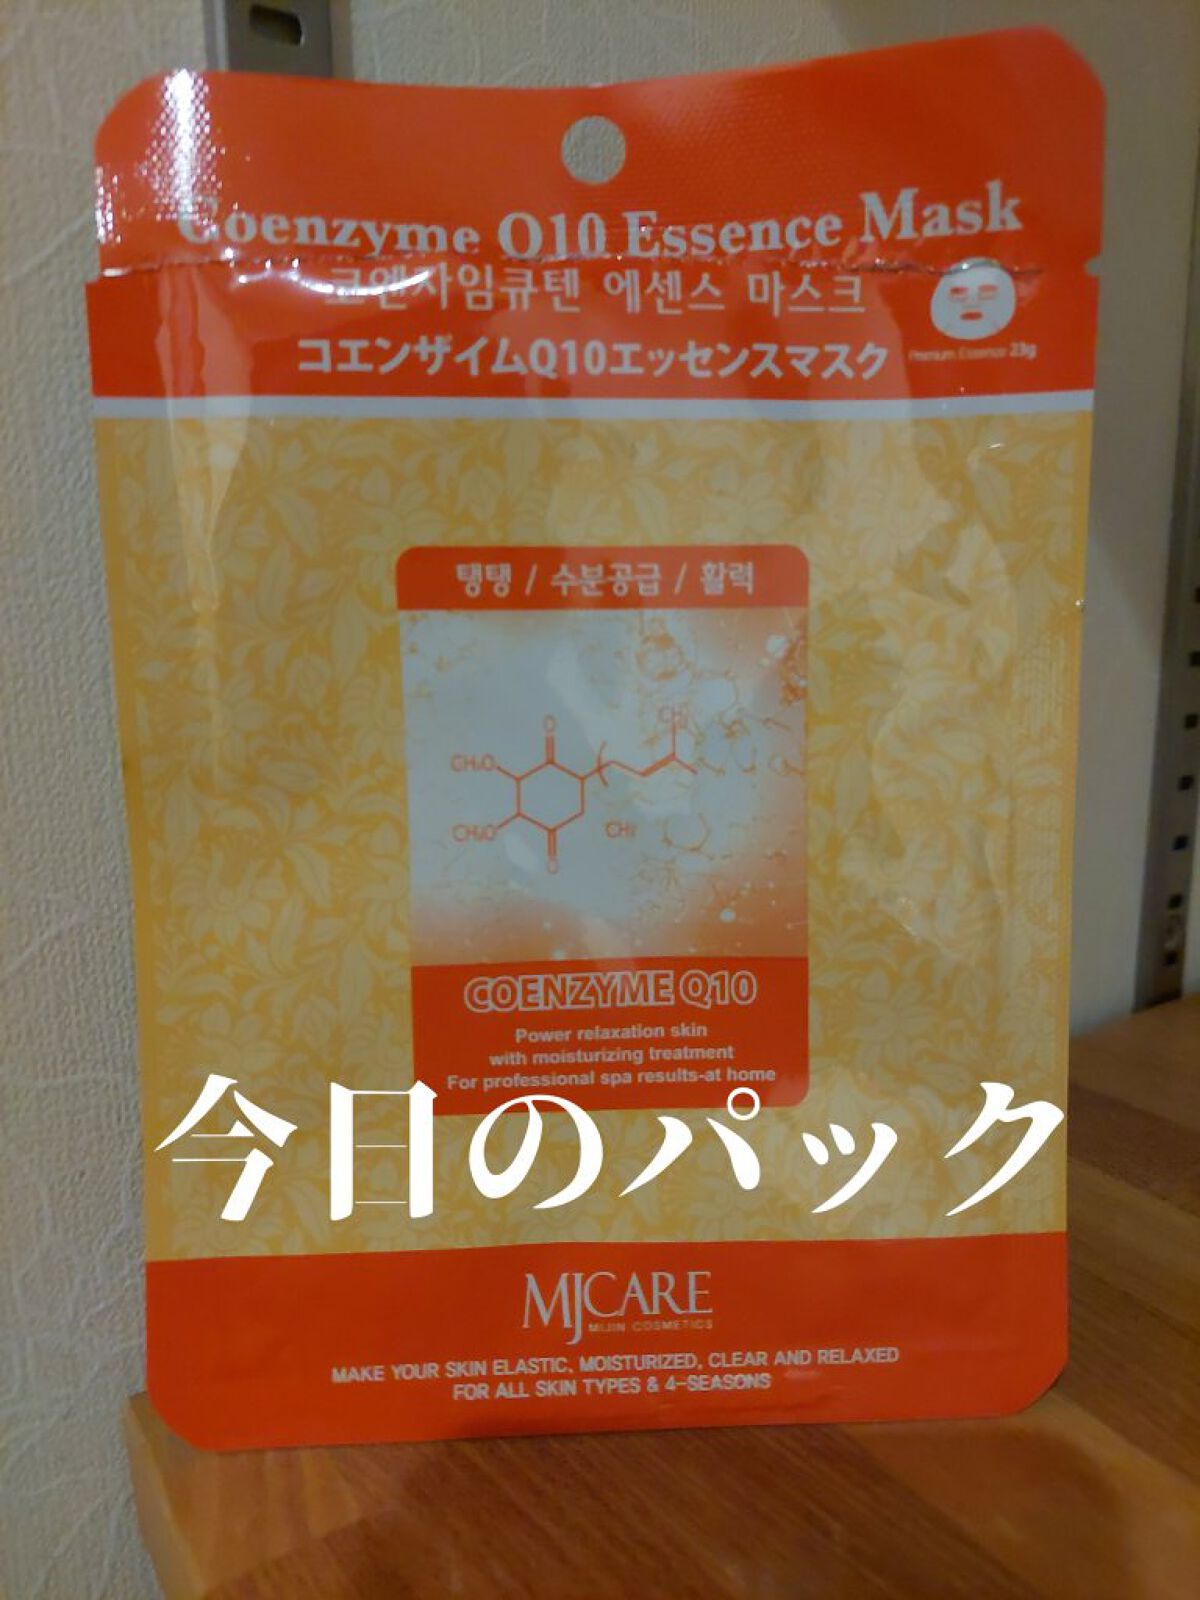 Coenzyme Q10 Essence Mask
코엔자임큐텐 에센스 마스크
コエンザイムQ10エッセンスマスク
Premium Essence 23g
탱탱 / 수분공급 / 활력
O
CH₃
CH₃O
CH₃O
CH₃
O
COENZYME Q10
Power relaxation skin
with moisturizing treatment
For professional spa results-at home
今日のパック
MJCARE
MIJIN COSMETICS
MAKE YOUR SKIN ELASTIC, MOISTURIZED, CLEAR AND RELAXED
FOR ALL SKIN TYPES & 4-SEASONS